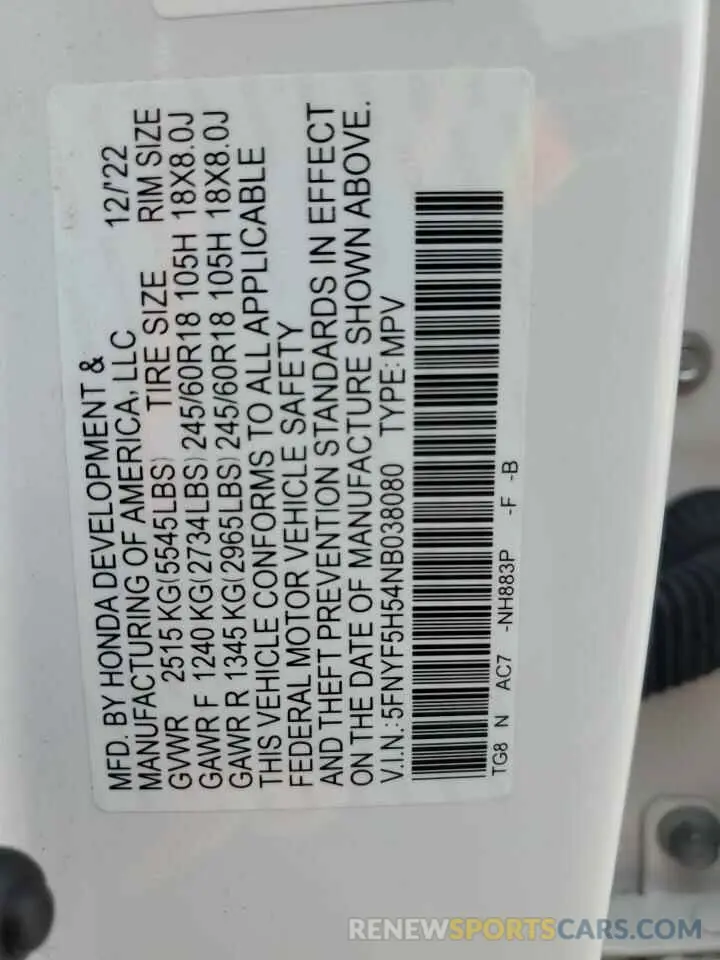 MFD. BY HONDA DEVELOPMENT &
MANUFACTURING OF AMERICA, LLC 12/'22
GVWR 2515 KG(5545LBS) TIRE SIZE RIM SIZE
GAWR F 1240 KG(2734LBS) 245/60R18 105H 18X8.0J
GAWR R 1345 KG(2965LBS) 245/60R18 105H 18X8.0J
THIS VEHICLE CONFORMS TO ALL APPLICABLE
FEDERAL MOTOR VEHICLE SAFETY
AND THEFT PREVENTION STANDARDS IN EFFECT
ON THE DATE OF MANUFACTURE SHOWN ABOVE.
V.I.N.:5FNYF5H54NB038080 TYPE:MPV
TG8 N AC7 -NH883P -F -B
RENEWSPORTSCARS.COM